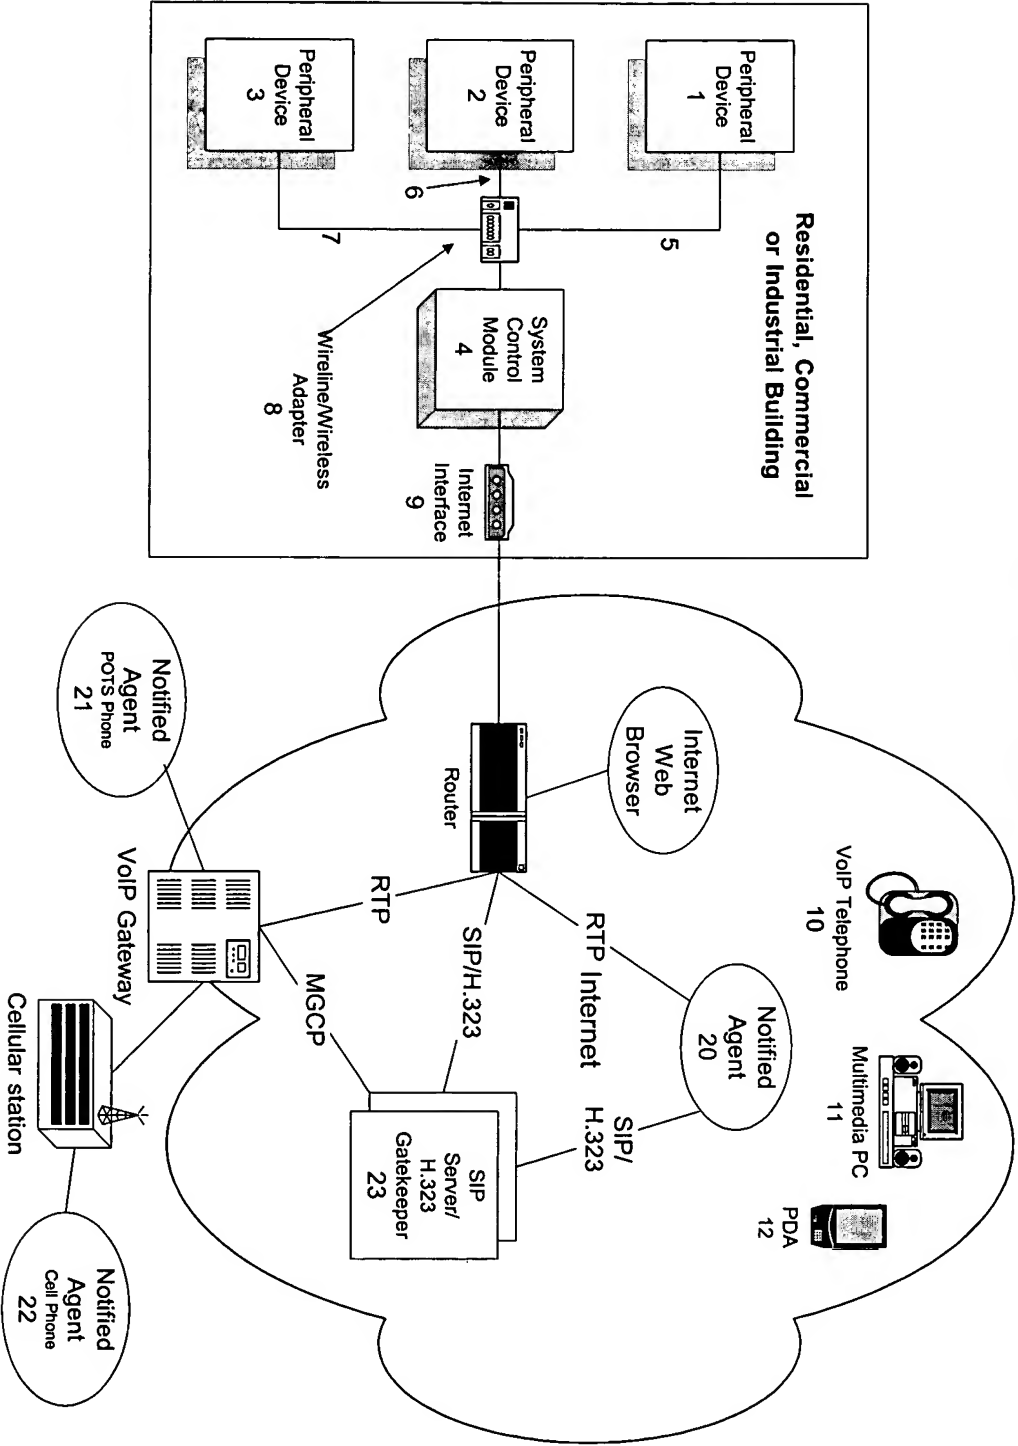 Residential, Commercial
or Industrial Building
Peripheral
Device
1
Peripheral
Device
2
Peripheral
Device
3
5
6
7
System
Control
Module
4
Wireline/Wireless
Adapter
8
Internet
Interface
9
VoIP Telephone
10
Multimedia PC
11
PDA
12
Internet
Web
Browser
Router
Notified
Agent
20
RTP Internet
SIP/
H.323
SIP/H.323
RTP
MGCP
SIP
Server/
H.323
Gatekeeper
23
Notified
Agent
POTS Phone
21
VoIP Gateway
Cellular station
Notified
Agent
Cell Phone
22